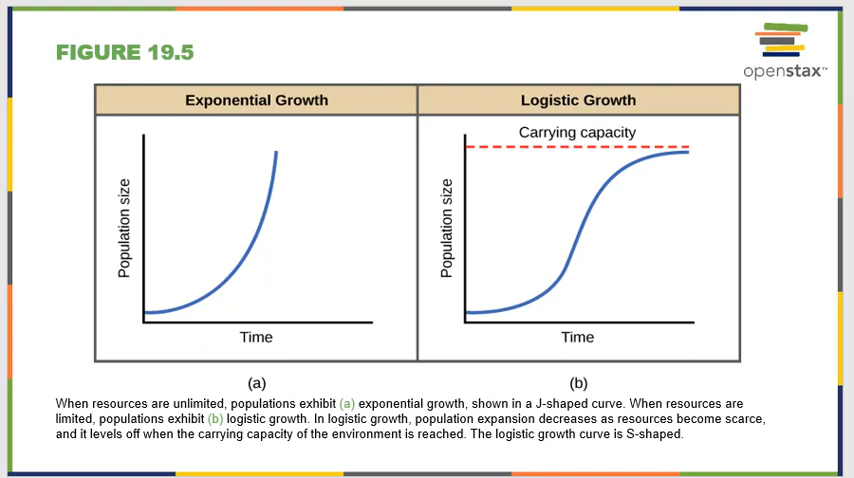 FIGURE 19.5
openstax™
Exponential Growth
Logistic Growth
Population size
Time
Carrying capacity
Population size
Time
(a)
(b)
When resources are unlimited, populations exhibit (a) exponential growth, shown in a J-shaped curve. When resources are
limited, populations exhibit (b) logistic growth. In logistic growth, population expansion decreases as resources become scarce,
and it levels off when the carrying capacity of the environment is reached. The logistic growth curve is S-shaped.